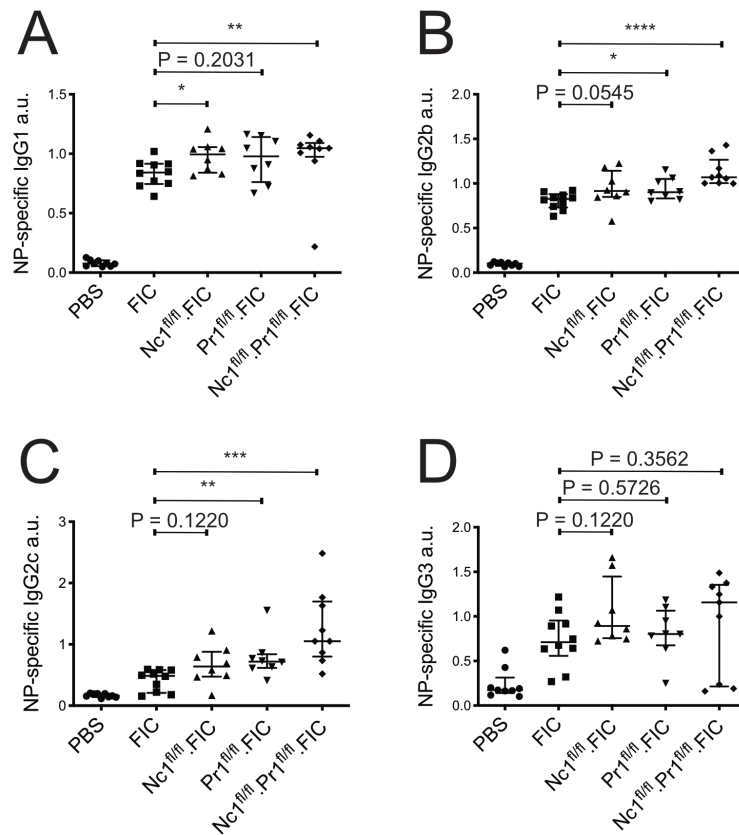 A
**
P = 0.2031
*
NP-specific IgG1 a.u.
1.5
1.0
0.5
0.0
PBS
FIC
Nc1fl/fl.FIC
Pr1fl/fl.FIC
Nc1fl/fl.Pr1fl/fl.FIC
B
****
*
P = 0.0545
NP-specific IgG2b a.u.
2.0
1.5
1.0
0.5
0.0
PBS
FIC
Nc1fl/fl.FIC
Pr1fl/fl.FIC
Nc1fl/fl.Pr1fl/fl.FIC
C
***
**
P = 0.1220
NP-specific IgG2c a.u.
3
2
1
0
PBS
FIC
Nc1fl/fl.FIC
Pr1fl/fl.FIC
Nc1fl/fl.Pr1fl/fl.FIC
D
P = 0.3562
P = 0.5726
P = 0.1220
NP-specific IgG3 a.u.
2.0
1.5
1.0
0.5
0.0
PBS
FIC
Nc1fl/fl.FIC
Pr1fl/fl.FIC
Nc1fl/fl.Pr1fl/fl.FIC